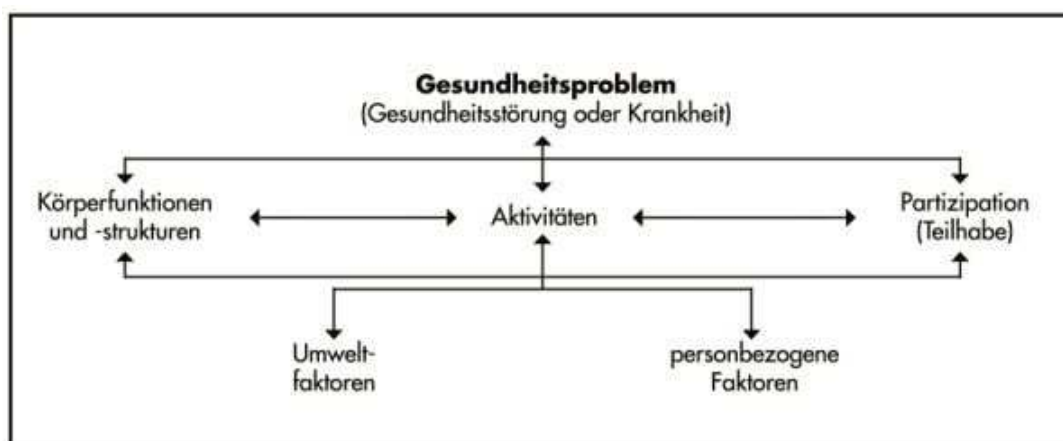 Gesundheitsproblem
(Gesundheitsstörung oder Krankheit)
Körperfunktionen
und -strukturen
Aktivitäten
Partizipation
(Teilhabe)
Umwelt-
faktoren
personbezogene
Faktoren